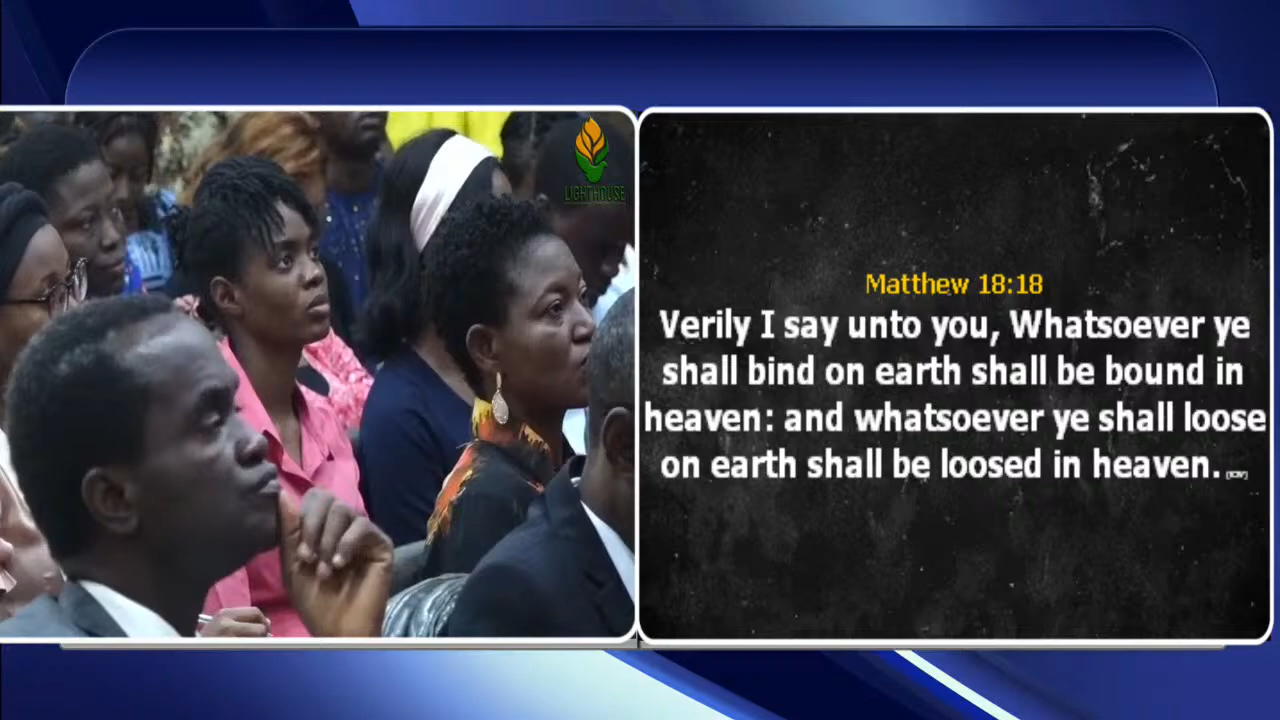 LIGHTHOUSE
Matthew 18:18
Verily I say unto you, Whatsoever ye
shall bind on earth shall be bound in
heaven: and whatsoever ye shall loose
on earth shall be loosed in heaven.